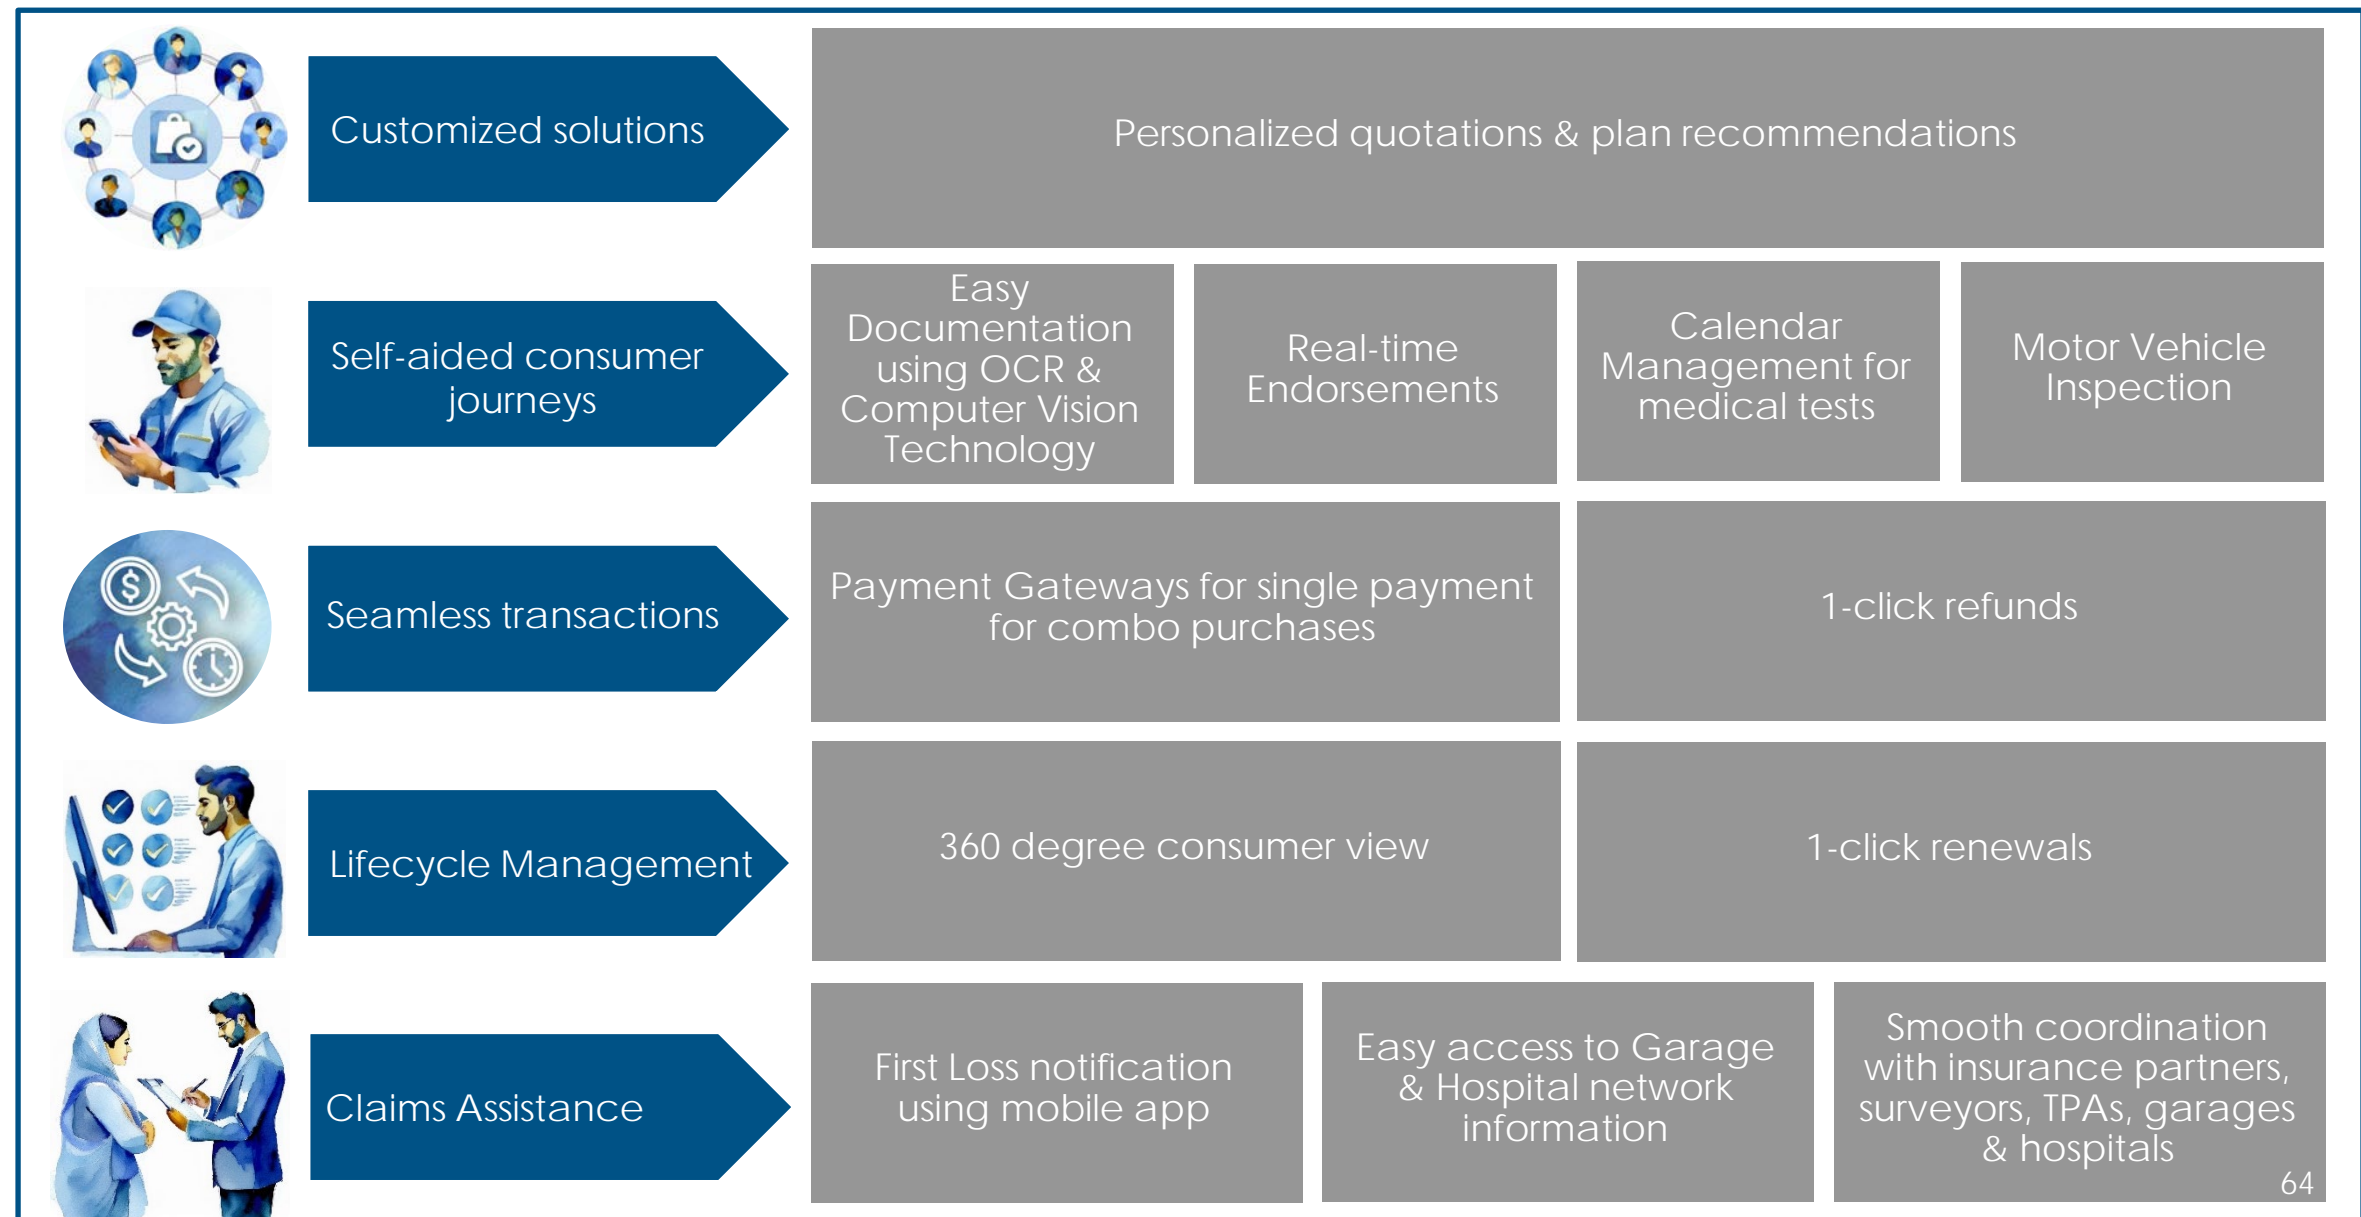 Customized solutions
Personalized quotations & plan recommendations
Self-aided consumer
journeys
Easy
Documentation
using OCR &
Computer Vision
Technology
Real-time
Endorsements
Calendar
Management for
medical tests
Motor Vehicle
Inspection
Seamless transactions
Payment Gateways for single payment
for combo purchases
1-click refunds
Lifecycle Management
360 degree consumer view
1-click renewals
Claims Assistance
First Loss notification
using mobile app
Easy access to Garage
& Hospital network
information
Smooth coordination
with insurance partners,
surveyors, TPAs, garages
& hospitals
64